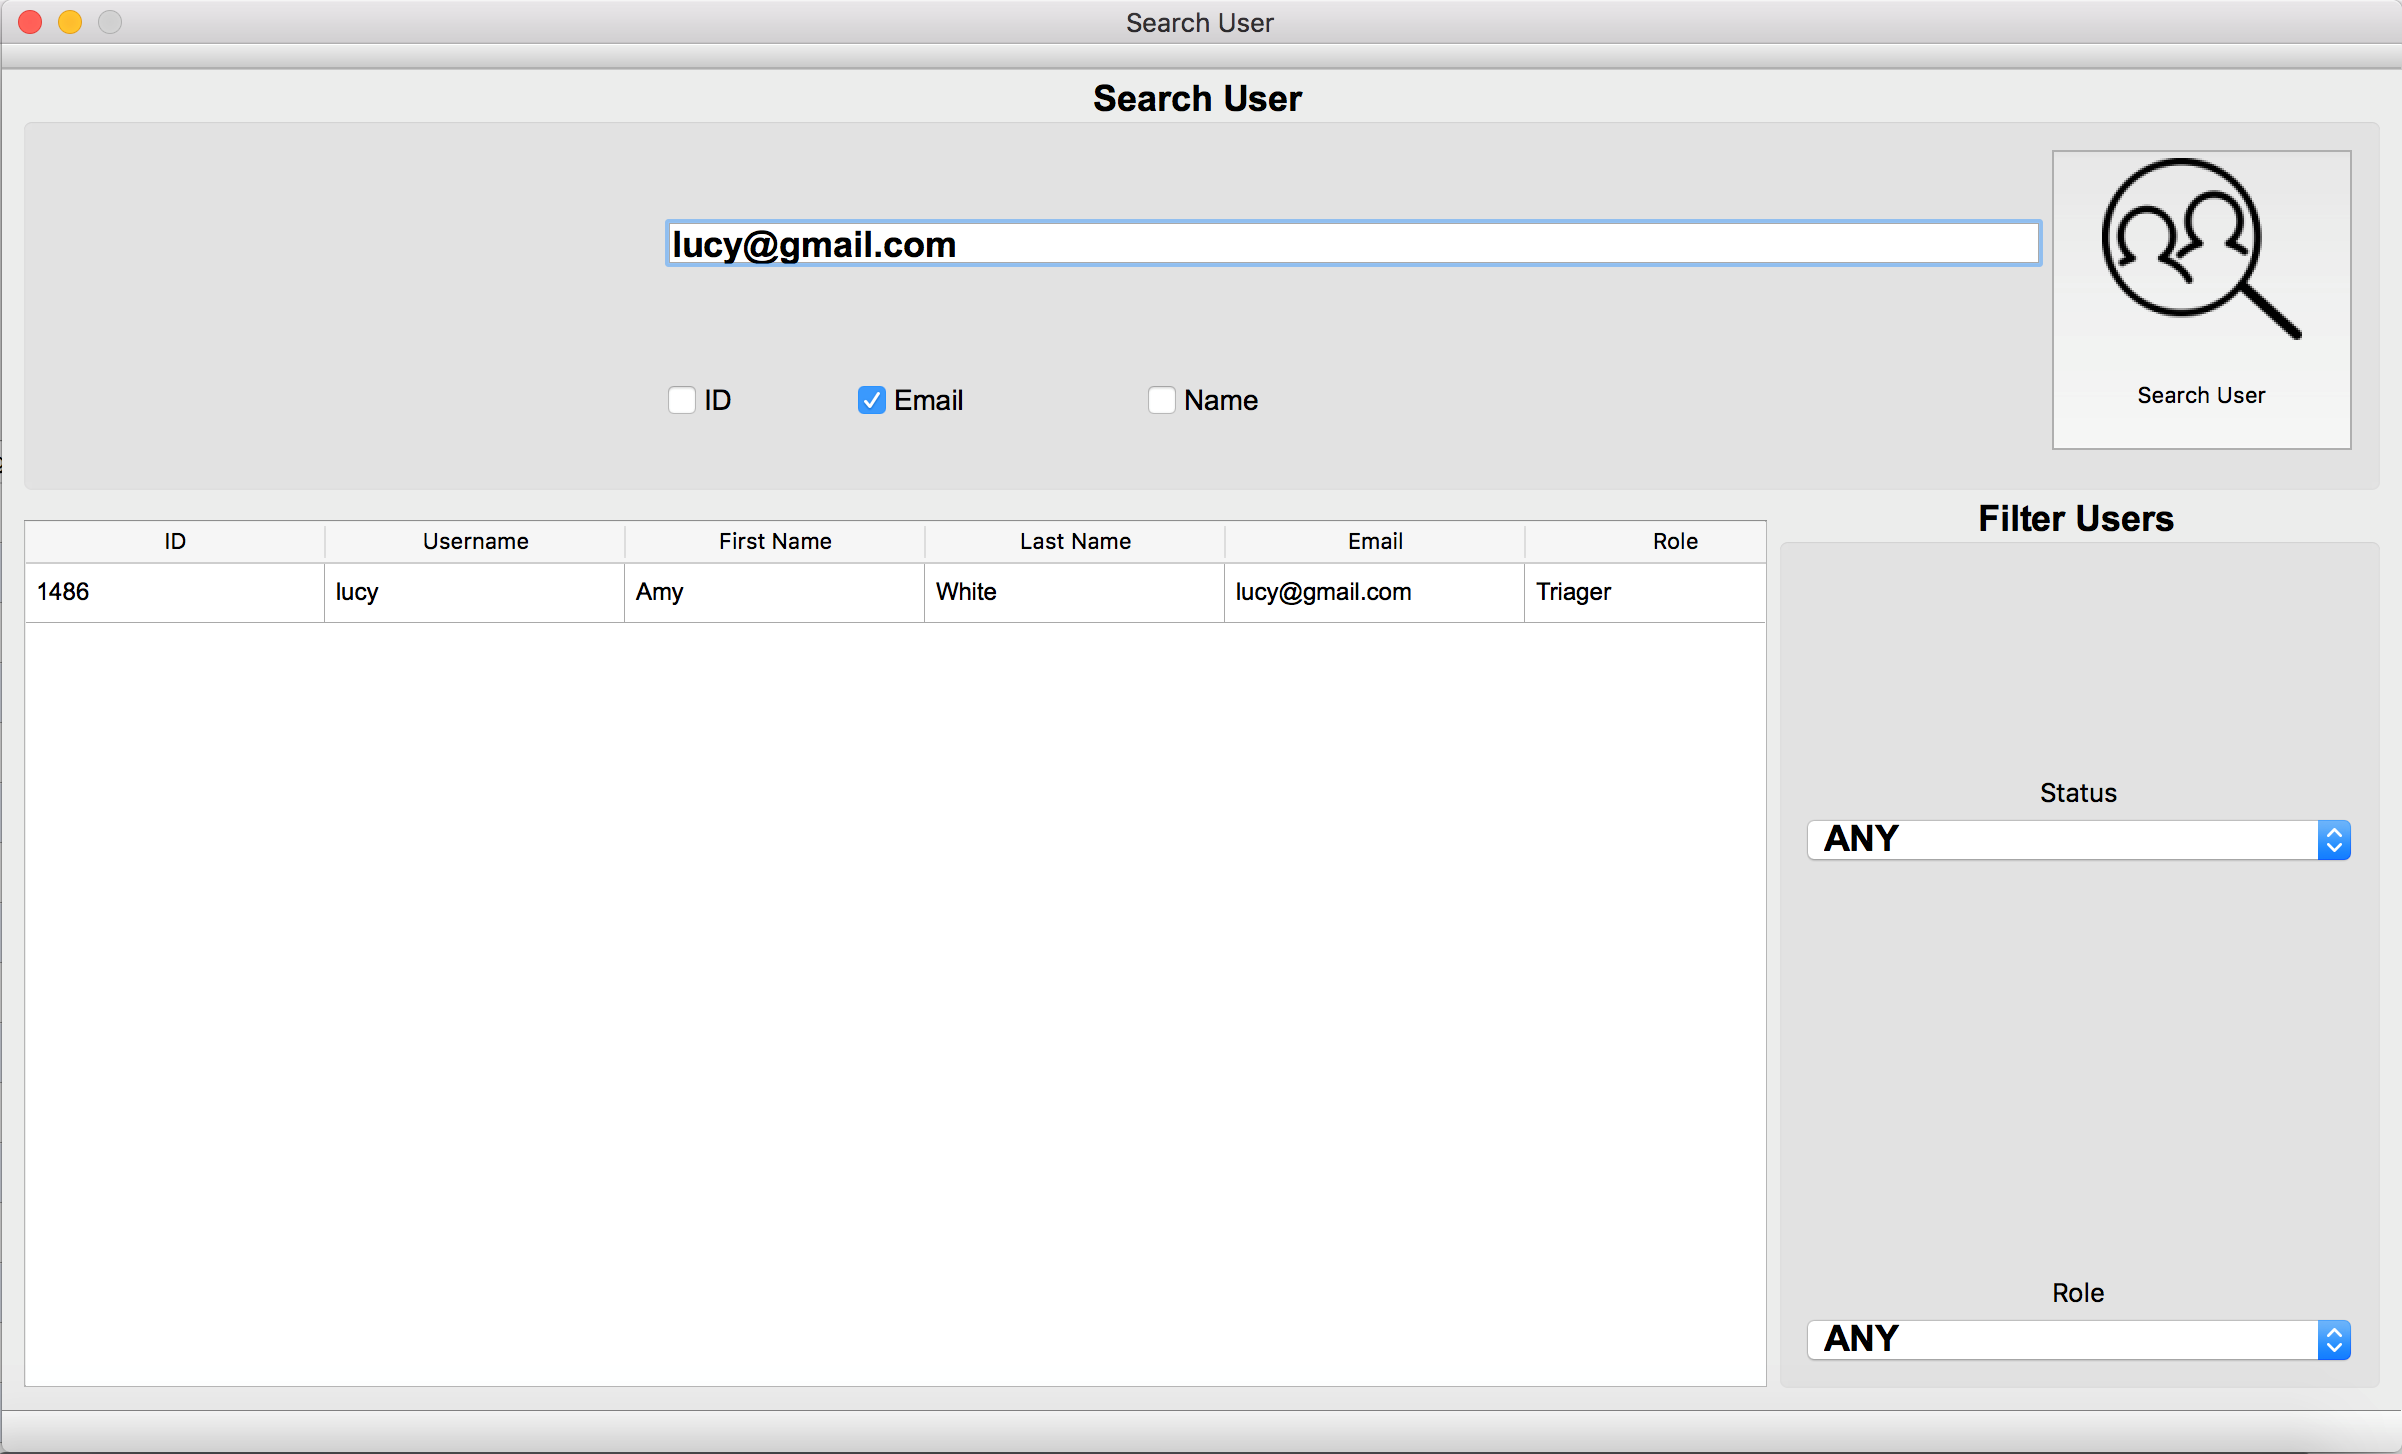 Search User
Search User
lucy@gmail.com
ID Email Name
Search User
ID Username First Name Last Name Email Role
1486 lucy Amy White lucy@gmail.com Triager
Filter Users
Status
ANY
Role
ANY